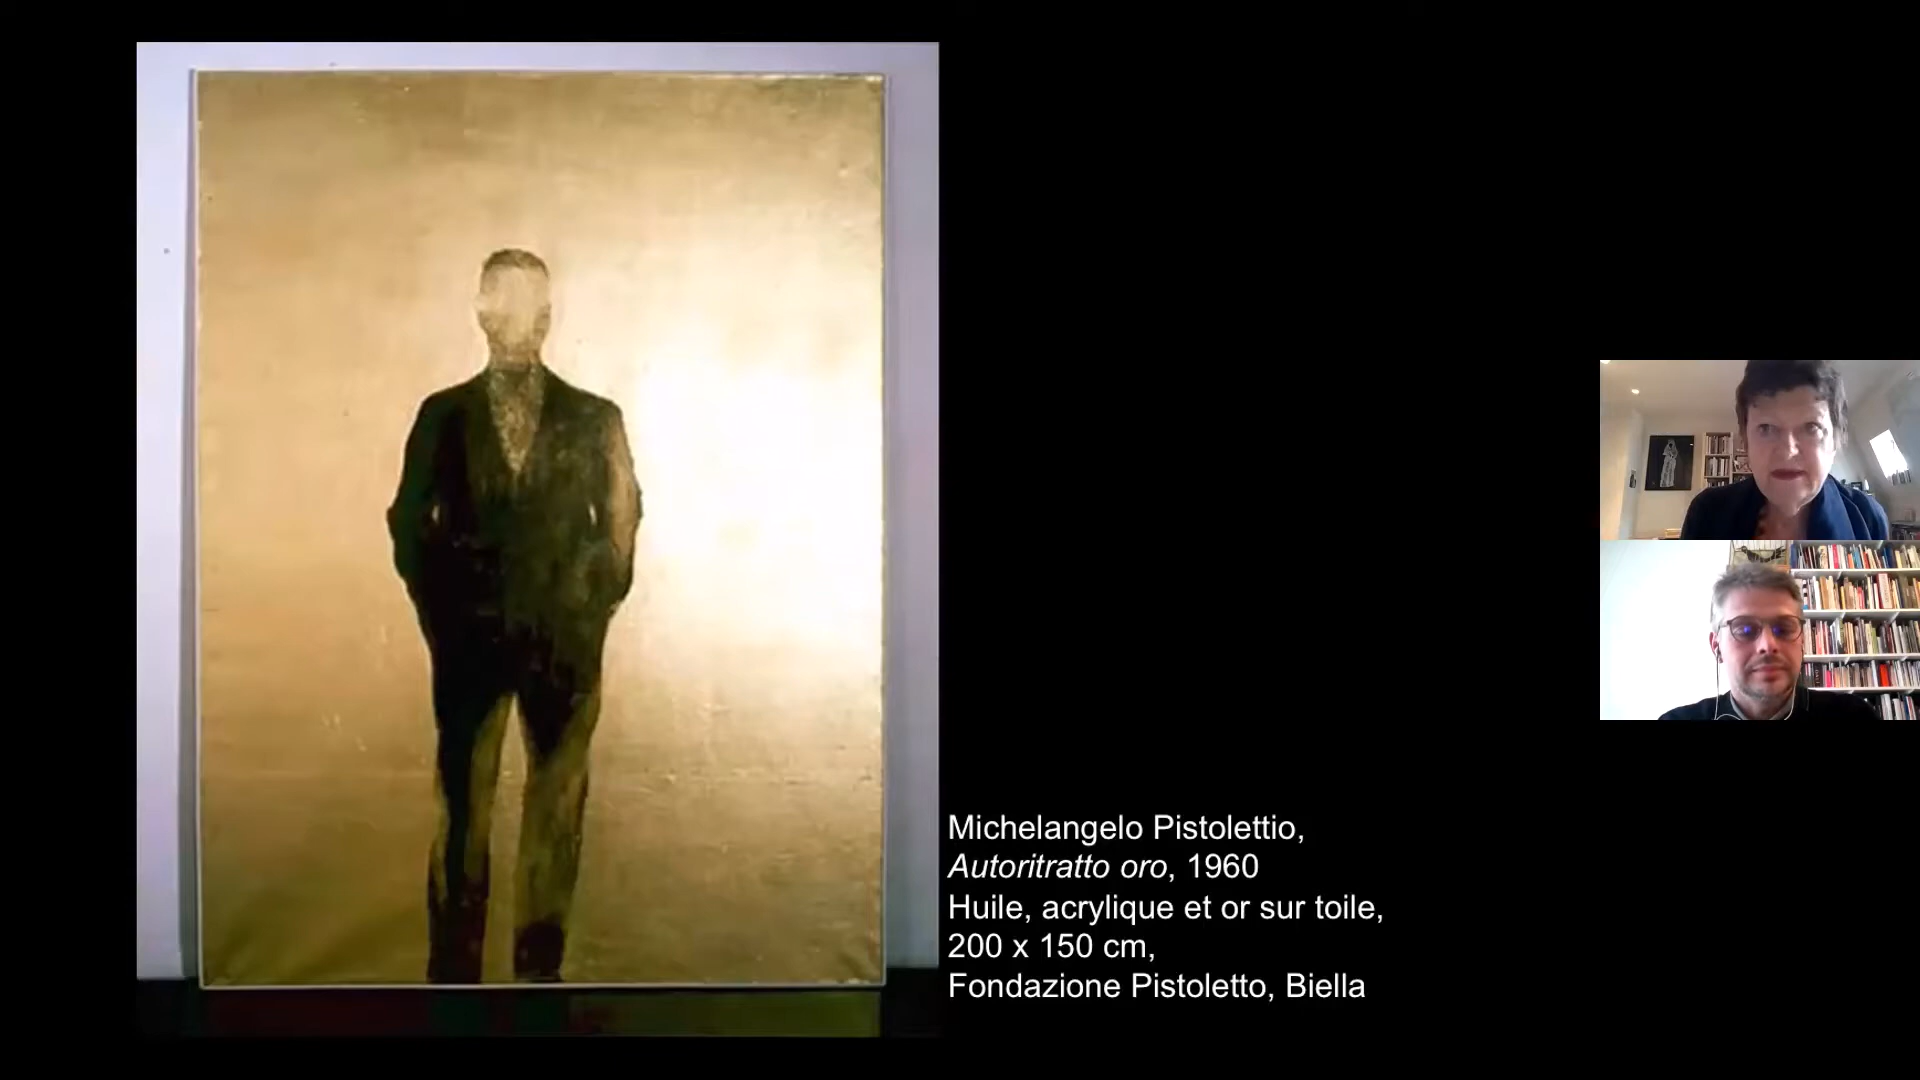 Michelangelo Pistolettio,
Autoritratto oro, 1960
Huile, acrylique et or sur toile,
200 x 150 cm,
Fondazione Pistoletto, Biella